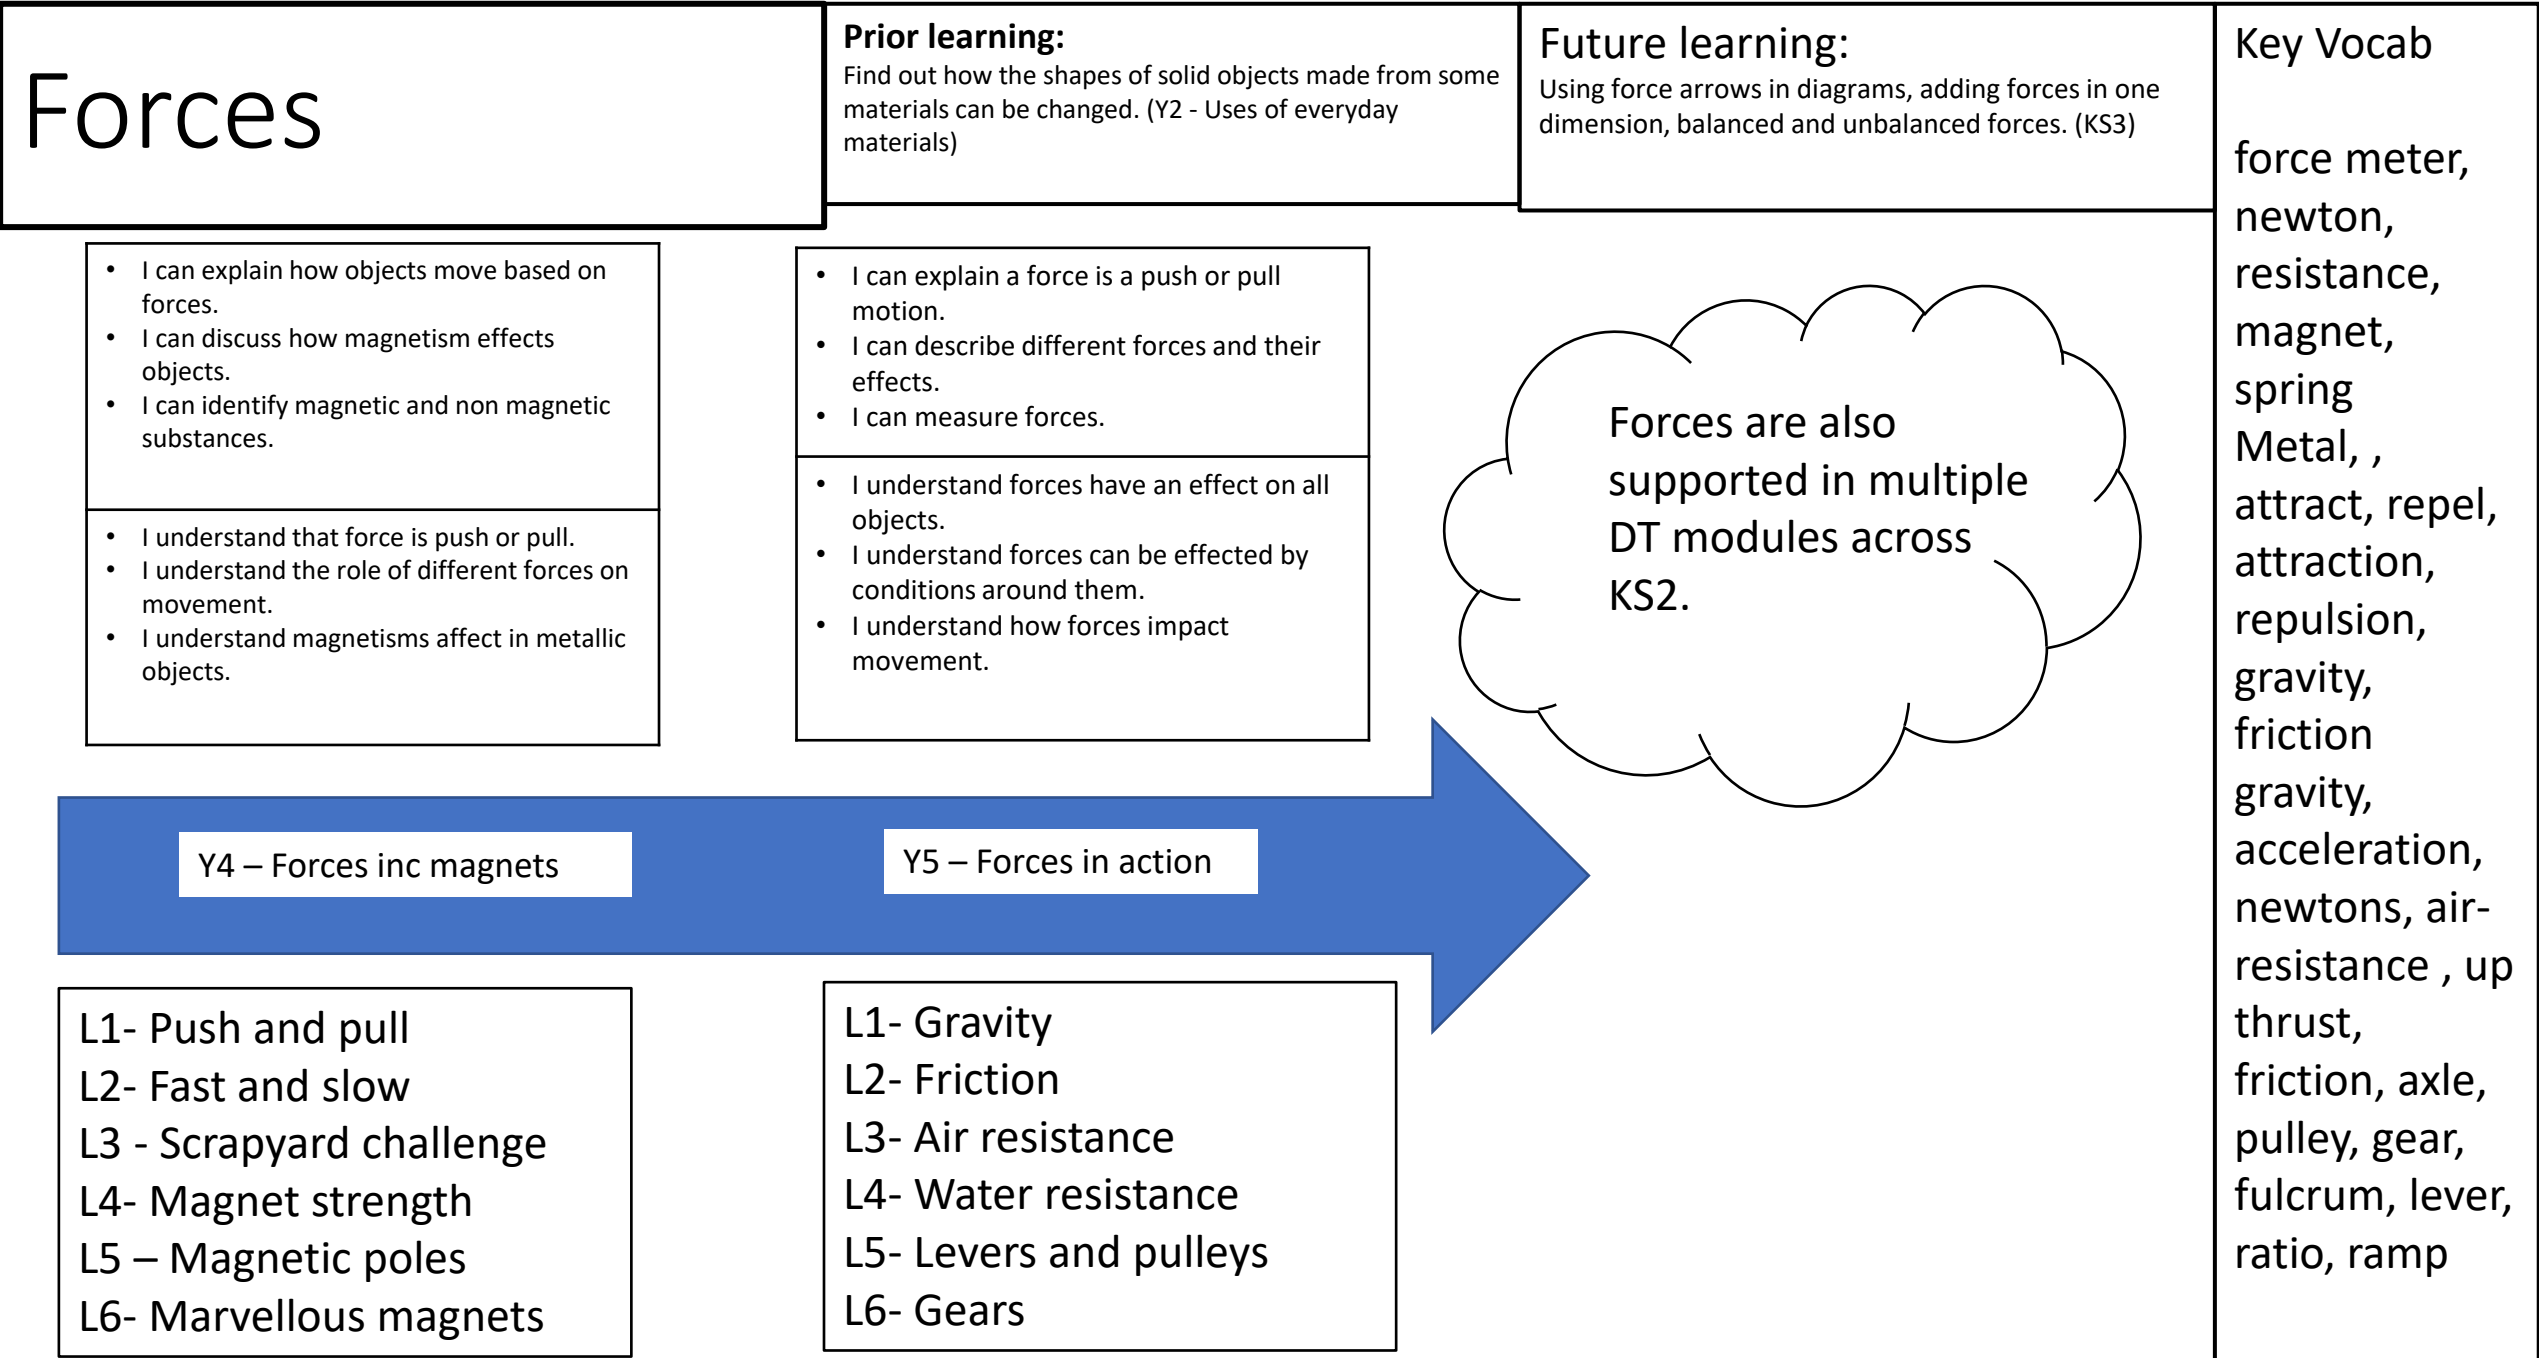 Forces
Prior learning:
Find out how the shapes of solid objects made from some
materials can be changed. (Y2 - Uses of everyday
materials)
Future learning:
Using force arrows in diagrams, adding forces in one
dimension, balanced and unbalanced forces. (KS3)
• I can explain how objects move based on
forces.
• I can discuss how magnetism effects
objects.
• I can identify magnetic and non magnetic
substances.
• I understand that force is push or pull.
• I understand the role of different forces on
movement.
• I understand magnetisms affect in metallic
objects.
• I can explain a force is a push or pull
motion.
• I can describe different forces and their
effects.
• I can measure forces.
• I understand forces have an effect on all
objects.
• I understand forces can be effected by
conditions around them.
• I understand how forces impact
movement.
Forces are also
supported in multiple
DT modules across
KS2.
Y4 – Forces inc magnets
Y5 – Forces in action
L1- Push and pull
L2- Fast and slow
L3 - Scrapyard challenge
L4- Magnet strength
L5 – Magnetic poles
L6- Marvellous magnets
L1- Gravity
L2- Friction
L3- Air resistance
L4- Water resistance
L5- Levers and pulleys
L6- Gears
Key Vocab
force meter,
newton,
resistance,
magnet,
spring
Metal, ,
attract, repel,
attraction,
repulsion,
gravity,
friction
gravity,
acceleration,
newtons, air-
resistance , up
thrust,
friction, axle,
pulley, gear,
fulcrum, lever,
ratio, ramp